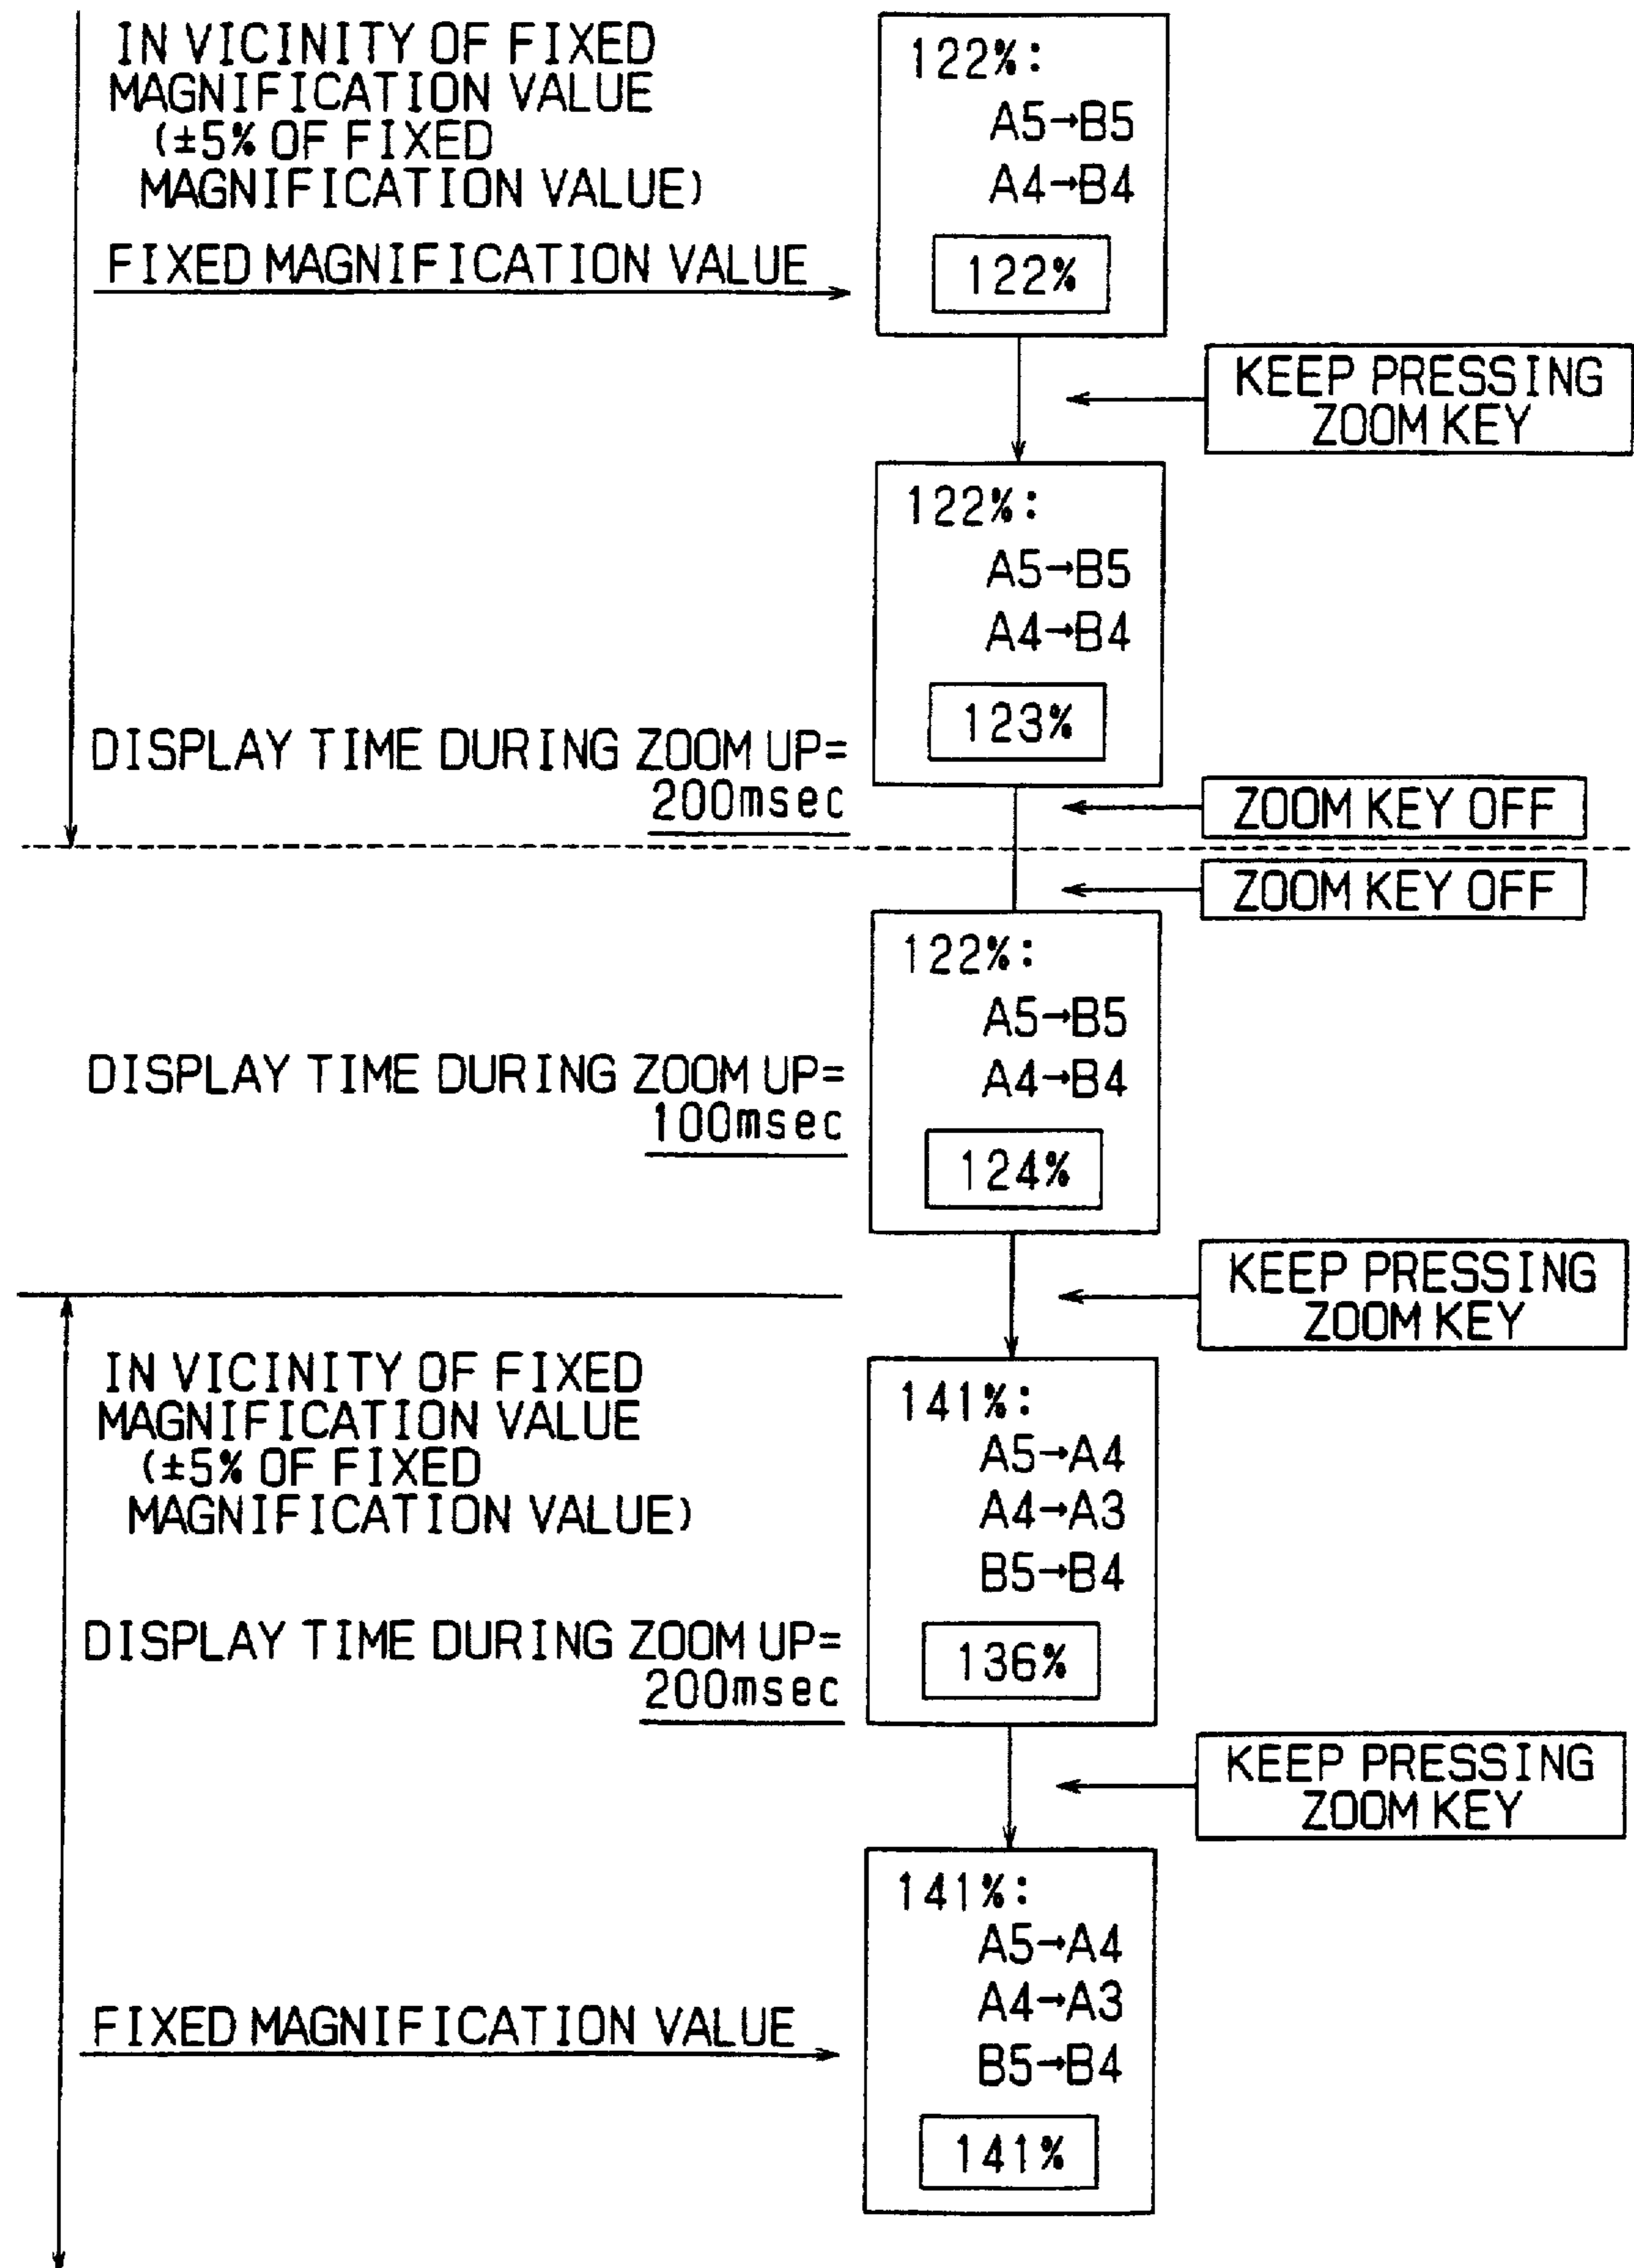 IN VICINITY OF FIXED
MAGNIFICATION VALUE
(±5% OF FIXED
MAGNIFICATION VALUE)
FIXED MAGNIFICATION VALUE
122%:
A5→B5
A4→B4
122%
KEEP PRESSING
ZOOM KEY
122%:
A5→B5
A4→B4
123%
DISPLAY TIME DURING ZOOM UP=
200msec
ZOOM KEY OFF
ZOOM KEY OFF
122%:
A5→B5
A4→B4
124%
DISPLAY TIME DURING ZOOM UP=
100msec
KEEP PRESSING
ZOOM KEY
IN VICINITY OF FIXED
MAGNIFICATION VALUE
(±5% OF FIXED
MAGNIFICATION VALUE)
141%:
A5→A4
A4→A3
B5→B4
136%
DISPLAY TIME DURING ZOOM UP=
200msec
KEEP PRESSING
ZOOM KEY
141%:
A5→A4
A4→A3
B5→B4
141%
FIXED MAGNIFICATION VALUE